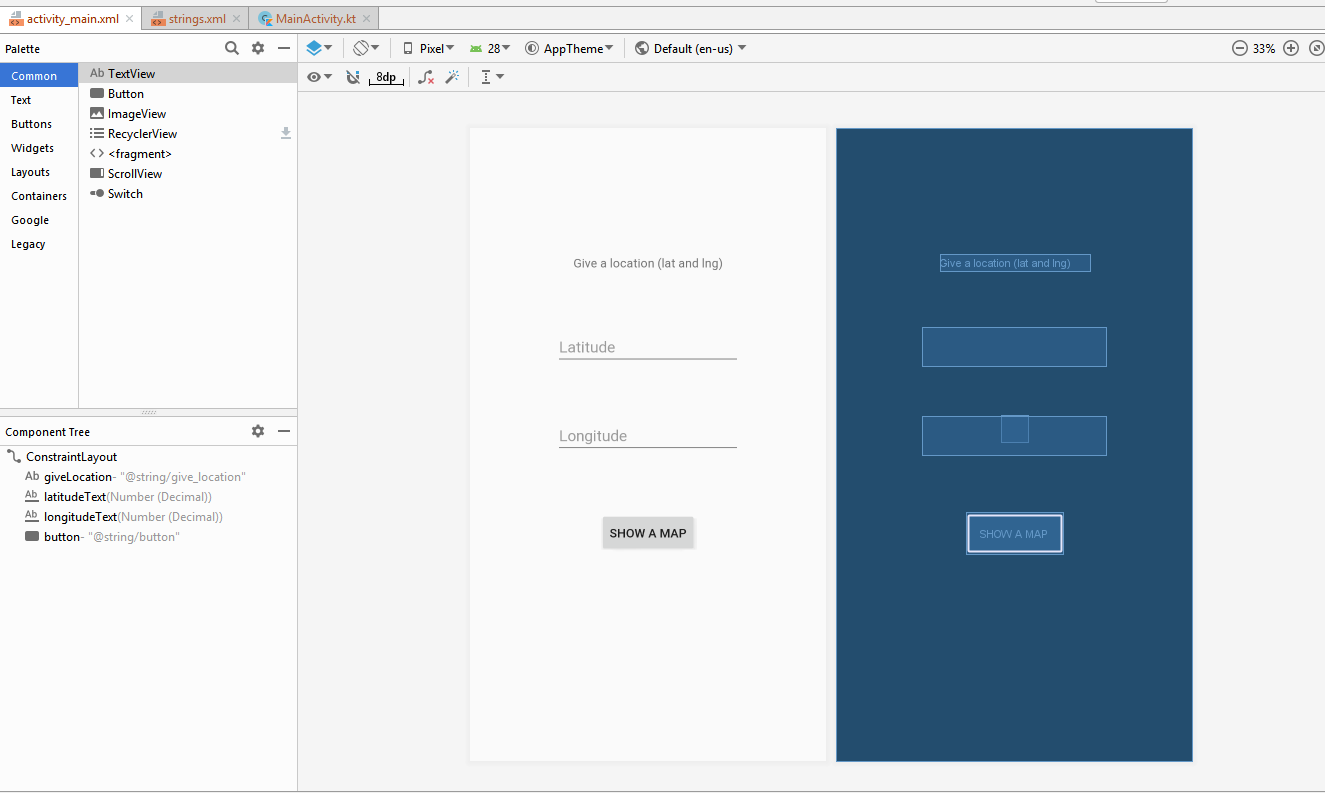 activity_main.xml strings.xml MainActivity.kt
Palette
Pixel 28 AppTheme Default (en-us) 33%
8dp
Common
Text
Buttons
Widgets
Layouts
Containers
Google
Legacy
Ab TextView
Button
ImageView
RecyclerView
<fragment>
ScrollView
Switch
Component Tree
ConstraintLayout
Ab giveLocation- "@string/give_location"
Ab latitudeText(Number (Decimal))
Ab longitudeText(Number (Decimal))
button- "@string/button"
Give a location (lat and lng)
Latitude
Longitude
SHOW A MAP
Give a location (lat and lng)
SHOW A MAP